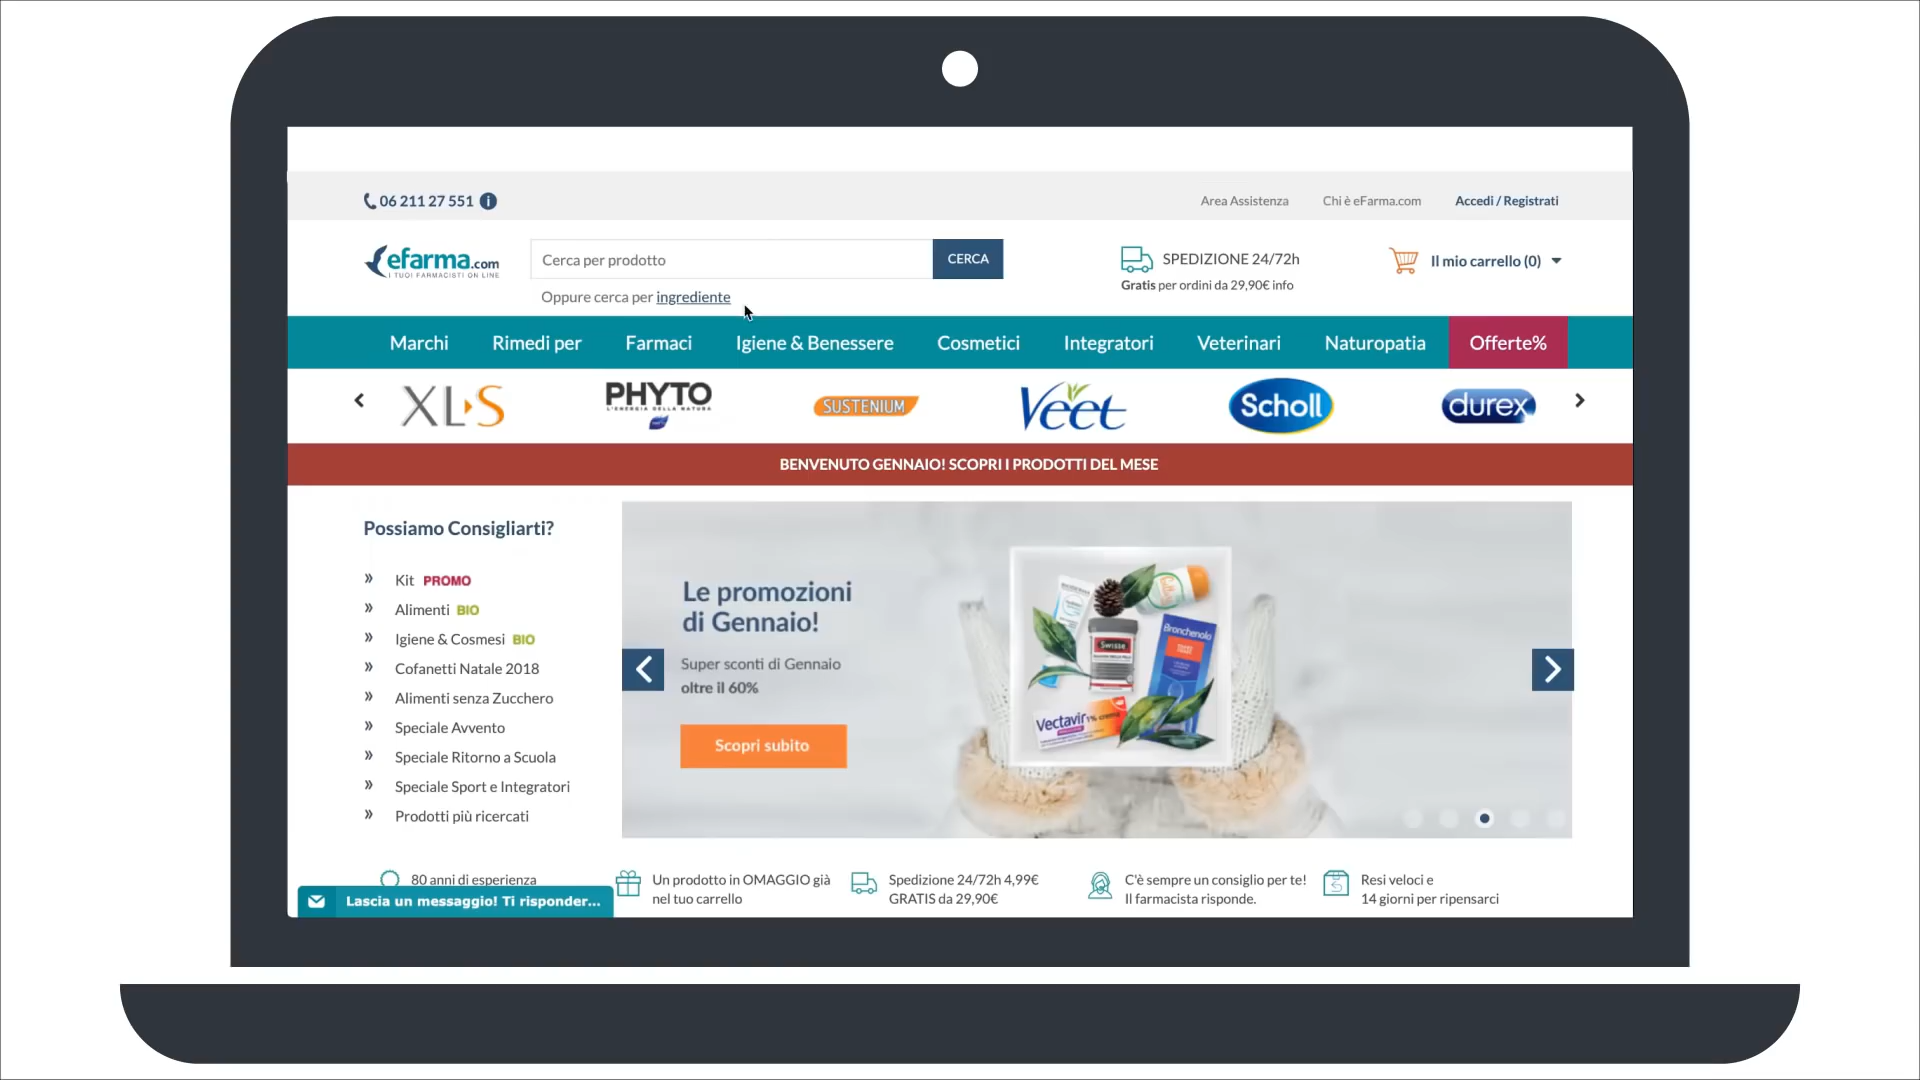 06 211 27 551
Area Assistenza
Chi è eFarma.com
Accedi / Registrati
efarma.com
I TUOI FARMACISTI ON LINE
Cerca per prodotto
CERCA
Oppure cerca per ingrediente
SPEDIZIONE 24/72h
Gratis per ordini da 29,90€ info
Il mio carrello (0)
Marchi
Rimedi per
Farmaci
Igiene & Benessere
Cosmetici
Integratori
Veterinari
Naturopatia
Offerte%
XLS
PHYTO
L'ENERGIA DELLA NATURA
SUSTENIUM
Veet
Scholl
durex
BENVENUTO GENNAIO! SCOPRI I PRODOTTI DEL MESE
Possiamo Consigliarti?
Kit PROMO
Alimenti BIO
Igiene & Cosmesi BIO
Cofanetti Natale 2018
Alimenti senza Zucchero
Speciale Avvento
Speciale Ritorno a Scuola
Speciale Sport e Integratori
Prodotti più ricercati
Le promozioni
di Gennaio!
Super sconti di Gennaio
oltre il 60%
Scopri subito
Bronchenolo
Swisse
Vectavir 1% crema
80 anni di esperienza
Lascia un messaggio! Ti risponder...
Un prodotto in OMAGGIO già
nel tuo carrello
Spedizione 24/72h 4,99€
GRATIS da 29,90€
C'è sempre un consiglio per te!
Il farmacista risponde.
Resi veloci e
14 giorni per ripensarci